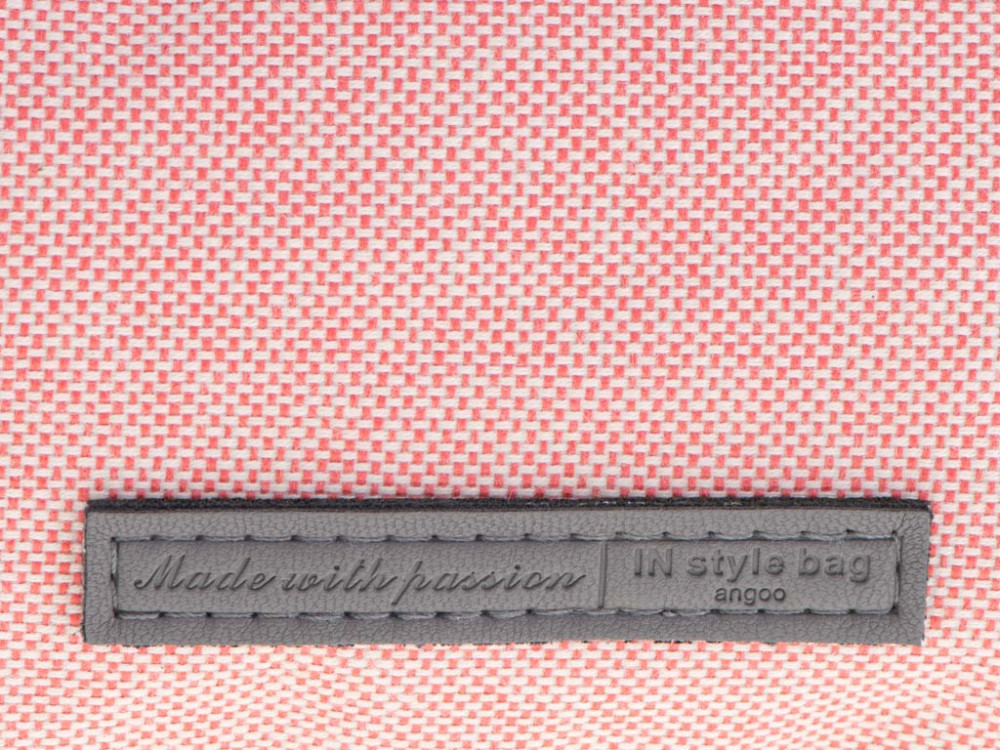 Made with passion
IN style bag
angoo